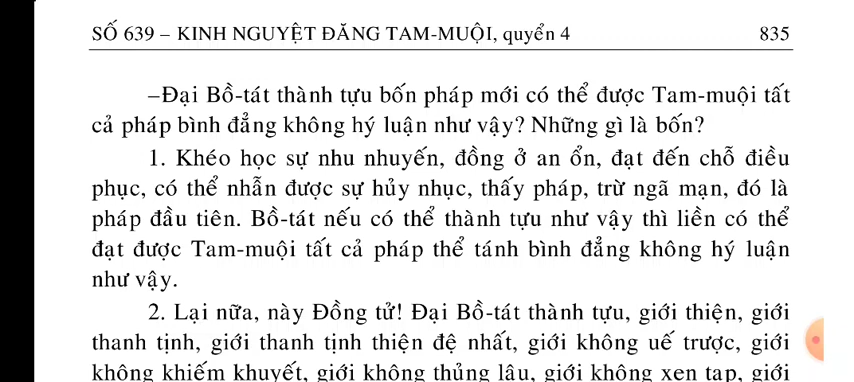 SỐ 639 – KINH NGUYỆT ĐĂNG TAM-MUỘI, quyển 4 835
–Đại Bồ-tát thành tựu bốn pháp mới có thể được Tam-muội tất
cả pháp bình đẳng không hý luận như vậy? Những gì là bốn?
1. Khéo học sự nhu nhuyến, đồng ở an ổn, đạt đến chỗ điều
phục, có thể nhẫn được sự hủy nhục, thấy pháp, trừ ngã mạn, đó là
pháp đầu tiên. Bồ-tát nếu có thể thành tựu như vậy thì liền có thể
đạt được Tam-muội tất cả pháp thể tánh bình đẳng không hý luận
như vậy.
2. Lại nữa, này Đồng tử! Đại Bồ-tát thành tựu, giới thiện, giới
thanh tịnh, giới thanh tịnh thiện đệ nhất, giới không uế trược, giới
không khiếm khuyết, giới không thủng lâu, giới không xen tạp, giới